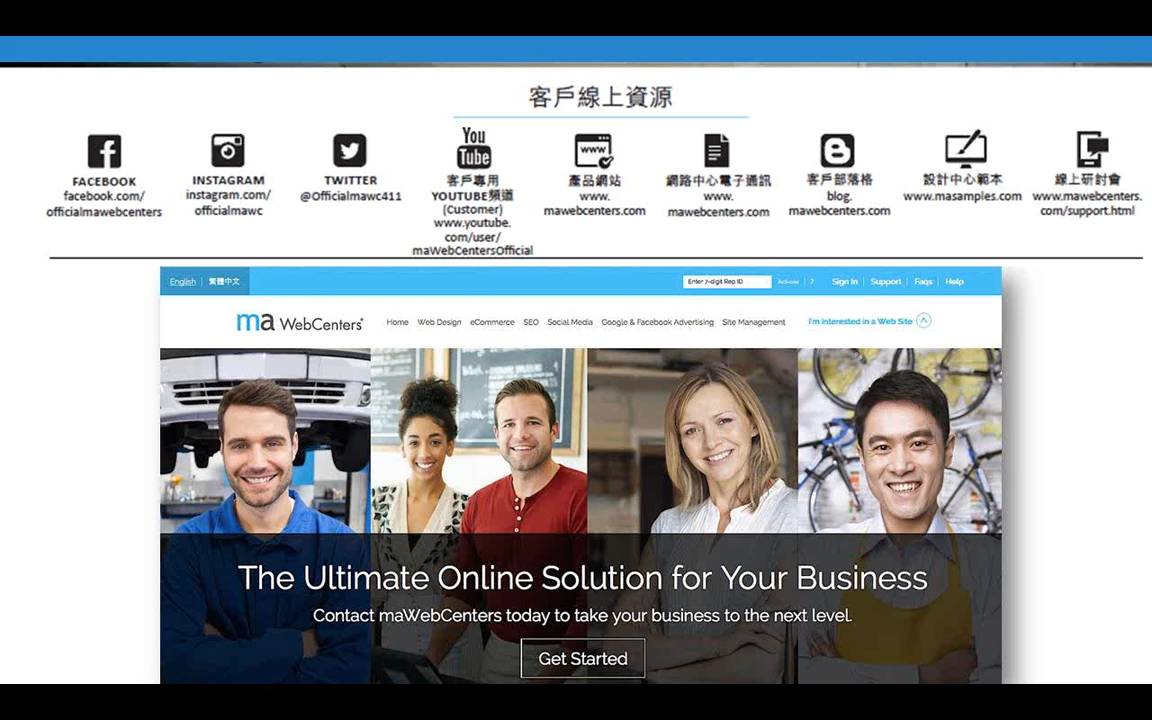 客戶線上資源
FACEBOOK
facebook.com/
officialmawebcenters
INSTAGRAM
instagram.com/
officialmawc
TWITTER
@Officialmawc411
You
Tube
客戶專用
YOUTUBE頻道
(Customer)
www.youtube.
com/user/
maWebCentersOfficial
www
產品網站
www.
mawebcenters.com
網路中心電子通訊
www.
mawebcenters.com
客戶部落格
blog.
mawebcenters.com
設計中心範本
www.masamples.com
線上研討會
www.mawebcenters.
com/support.html
English | 繁體中文
Enter 7-digit Rep ID
Activate | ?
Sign In | Support | Faqs | Help
ma WebCenters®
Home Web Design eCommerce SEO Social Media Google & Facebook Advertising Site Management
I'm interested in a Web Site
The Ultimate Online Solution for Your Business
Contact maWebCenters today to take your business to the next level.
Get Started